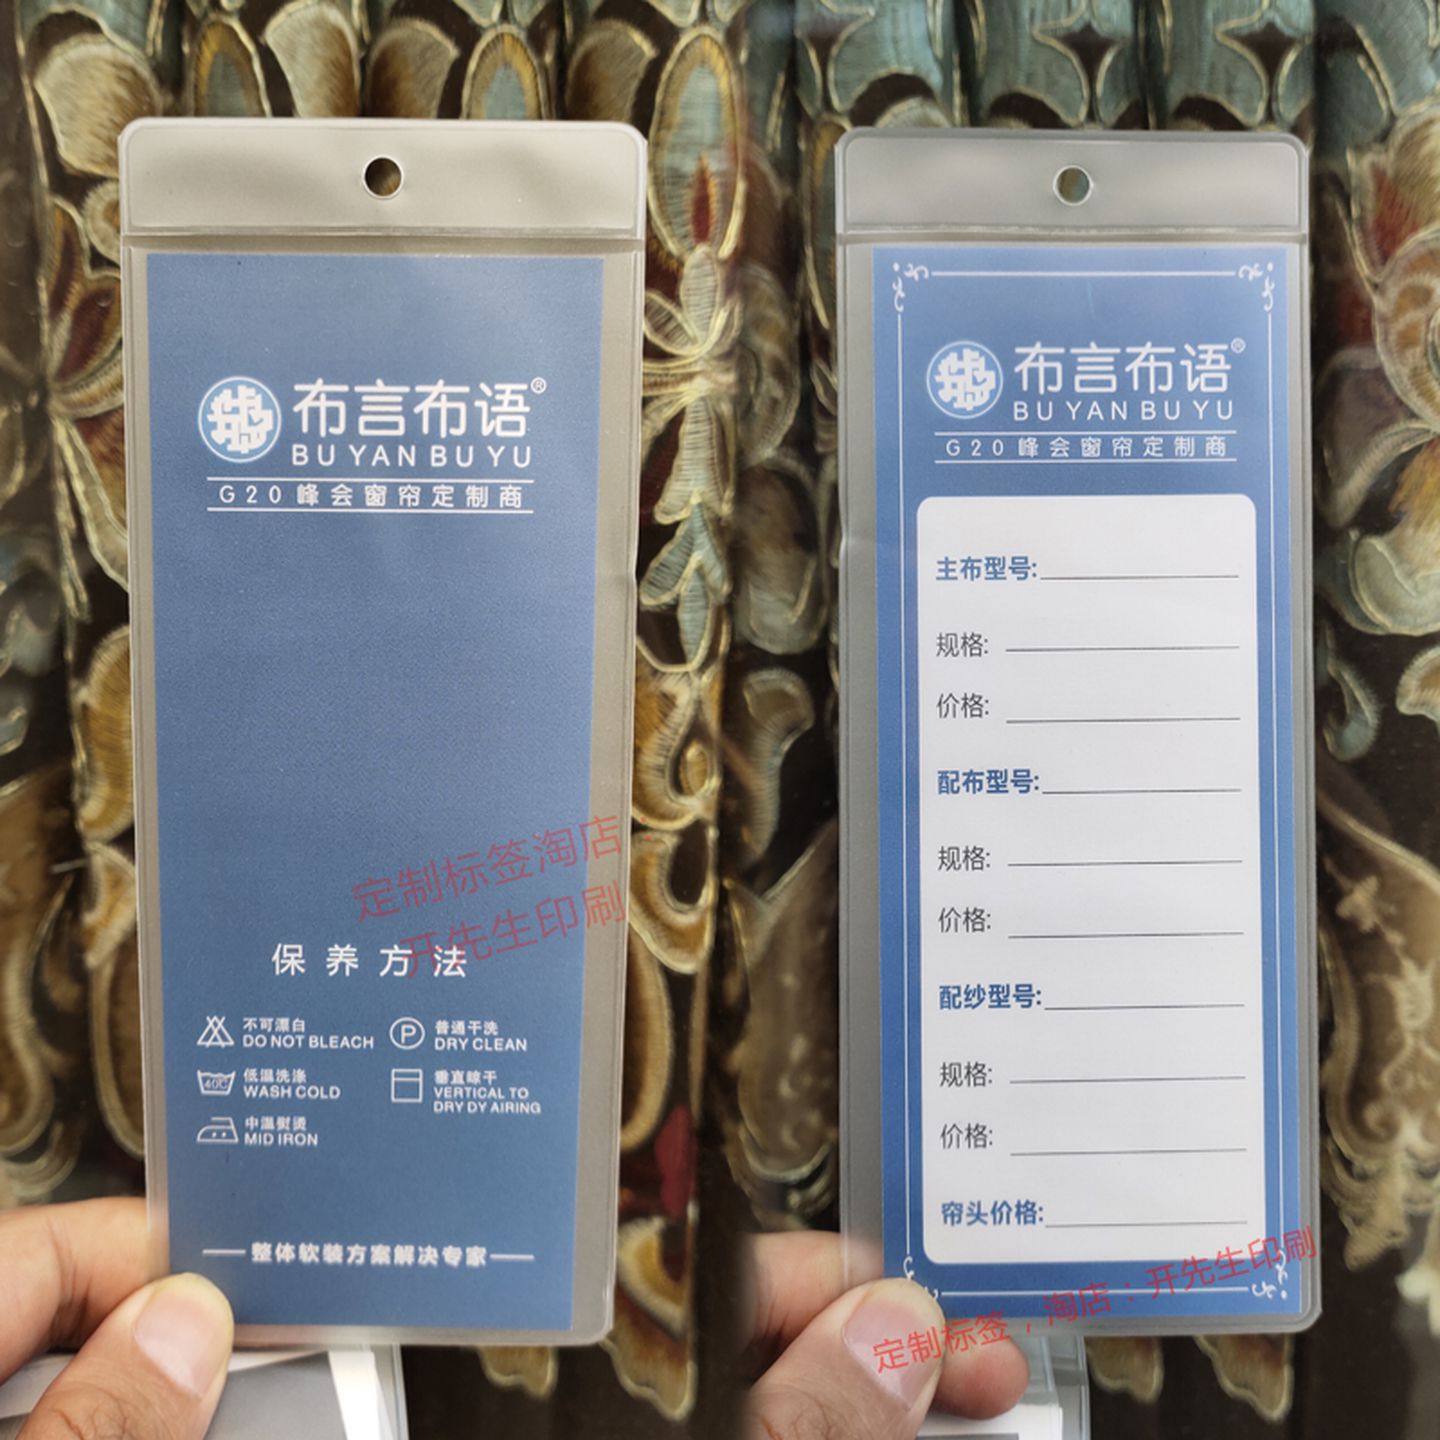 布言布语®
BU YAN BU YU
G20峰会窗帘定制商
定制标签淘店：
开先生印刷
保养方法
不可漂白
DO NOT BLEACH
普通干洗
DRY CLEAN
40C
低温洗涤
WASH COLD
垂直晾干
VERTICAL TO
DRY DY AIRING
中温熨烫
MID IRON
整体软装方案解决专家
布言布语®
BU YAN BU YU
G20峰会窗帘定制商
主布型号:
规格:
价格:
配布型号:
规格:
价格:
配纱型号:
规格:
价格:
帘头价格:
定制标签，淘店：开先生印刷